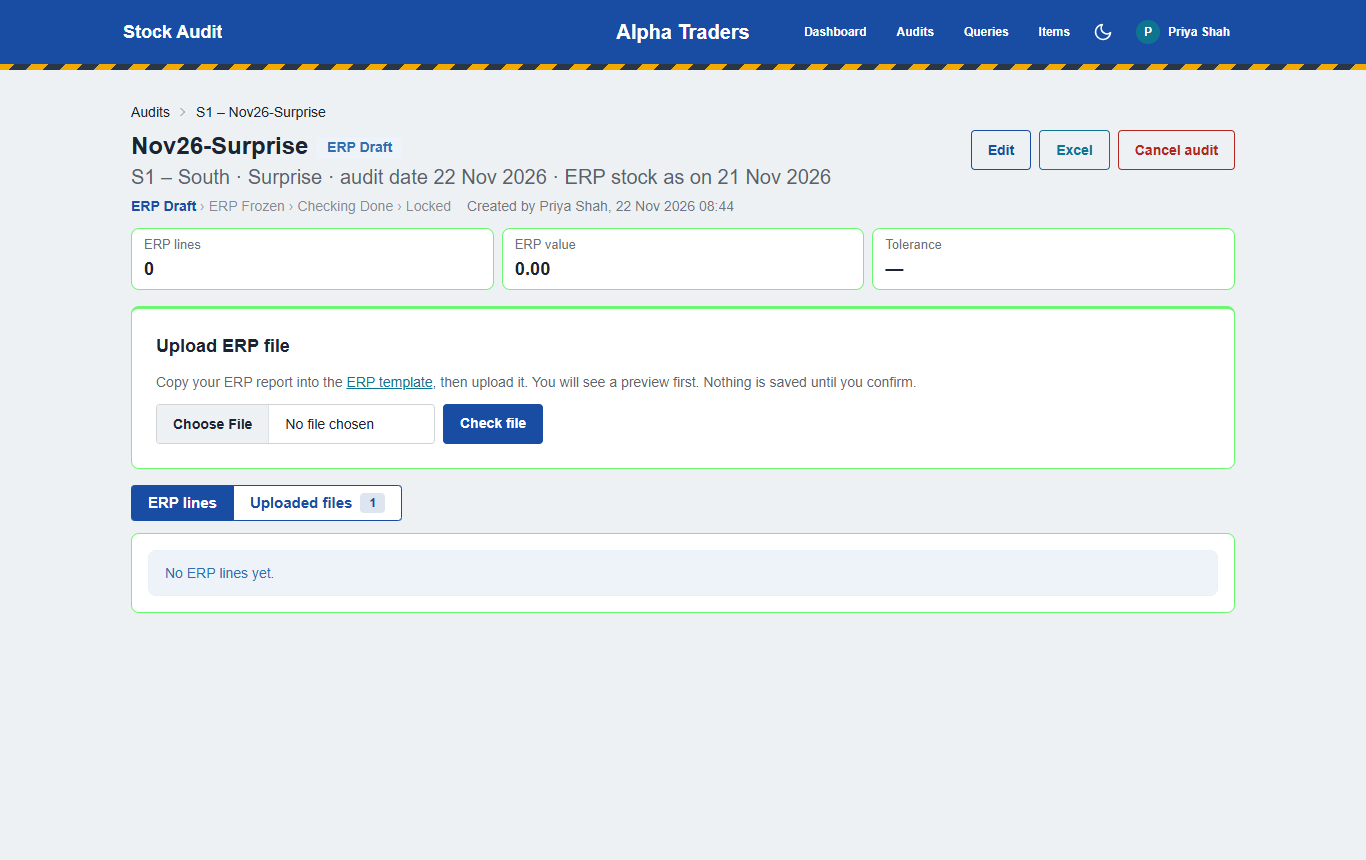 Stock Audit
Alpha Traders
Dashboard Audits Queries Items P Priya Shah
Audits > S1 – Nov26-Surprise
Nov26-Surprise ERP Draft
Edit Excel Cancel audit
S1 – South · Surprise · audit date 22 Nov 2026 · ERP stock as on 21 Nov 2026
ERP Draft › ERP Frozen › Checking Done › Locked Created by Priya Shah, 22 Nov 2026 08:44
ERP lines
0
ERP value
0.00
Tolerance
—
Upload ERP file
Copy your ERP report into the ERP template, then upload it. You will see a preview first. Nothing is saved until you confirm.
Choose File No file chosen Check file
ERP lines Uploaded files 1
No ERP lines yet.